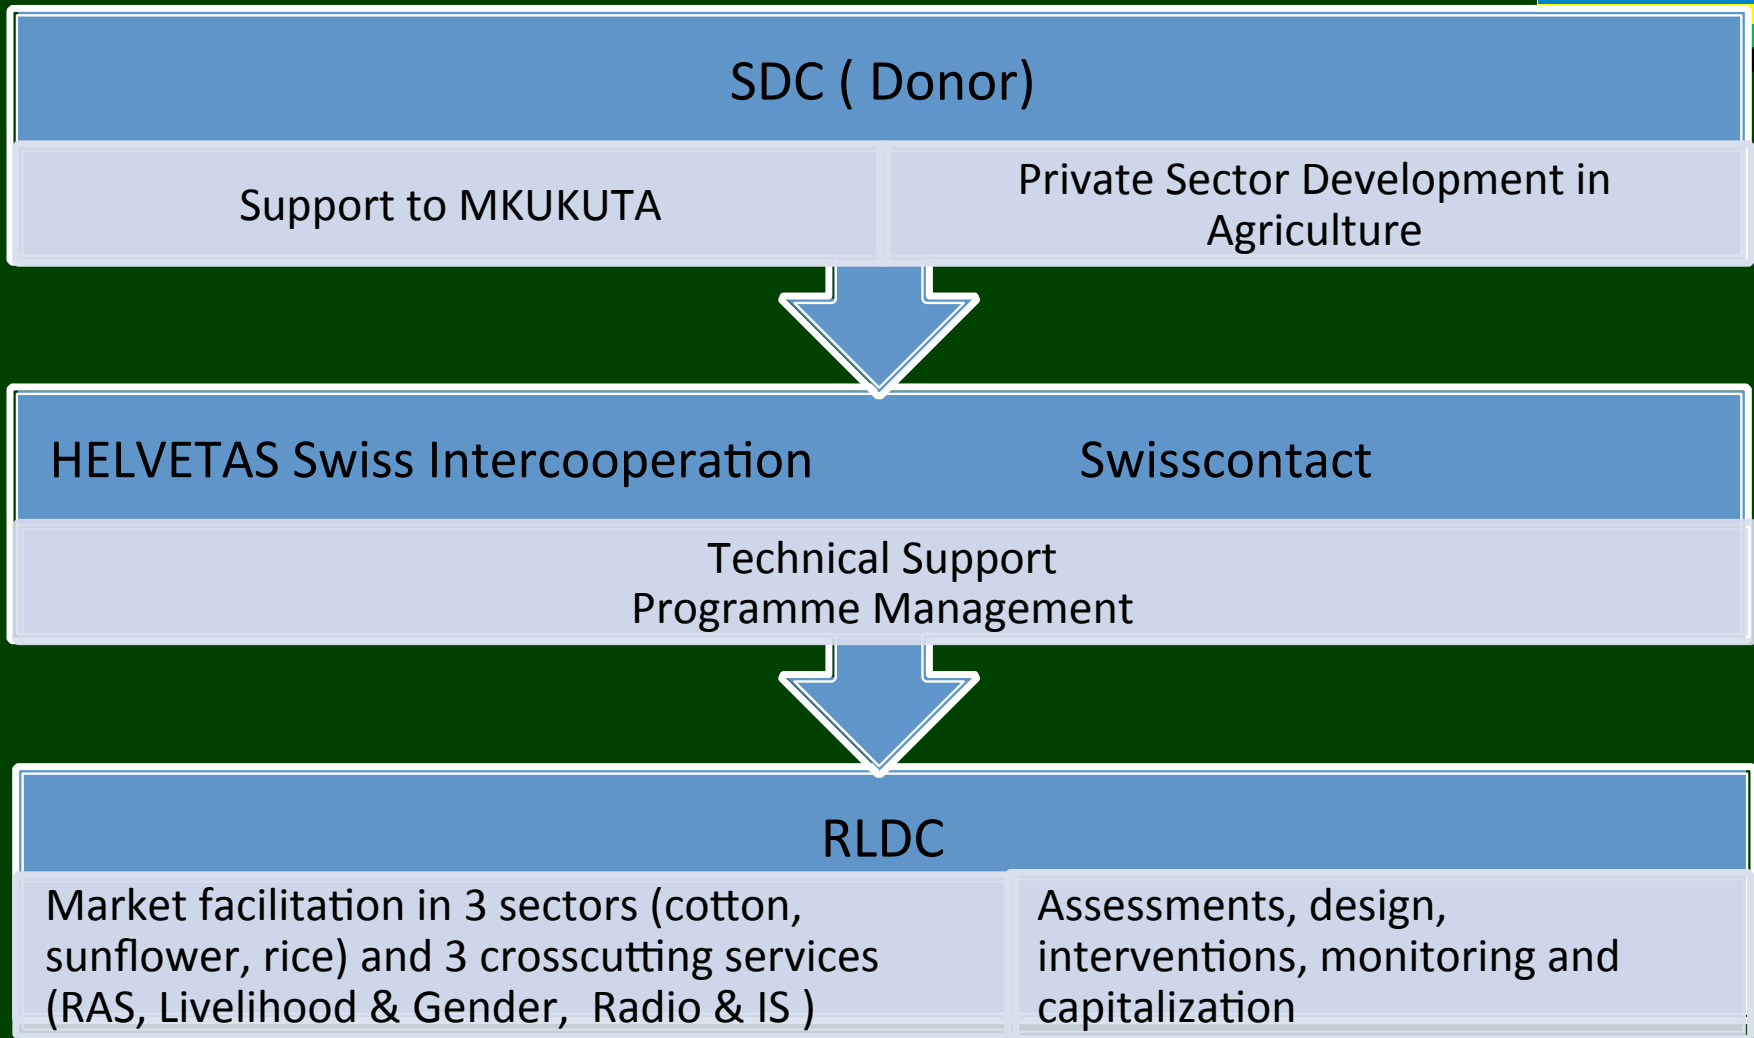 SDC ( Donor)
Support to MKUKUTA
Private Sector Development in
Agriculture
HELVETAS Swiss Intercooperation
Swisscontact
Technical Support
Programme Management
RLDC
Market facilitation in 3 sectors (cotton,
sunflower, rice) and 3 crosscutting services
(RAS, Livelihood & Gender, Radio & IS )
Assessments, design,
interventions, monitoring and
capitalization